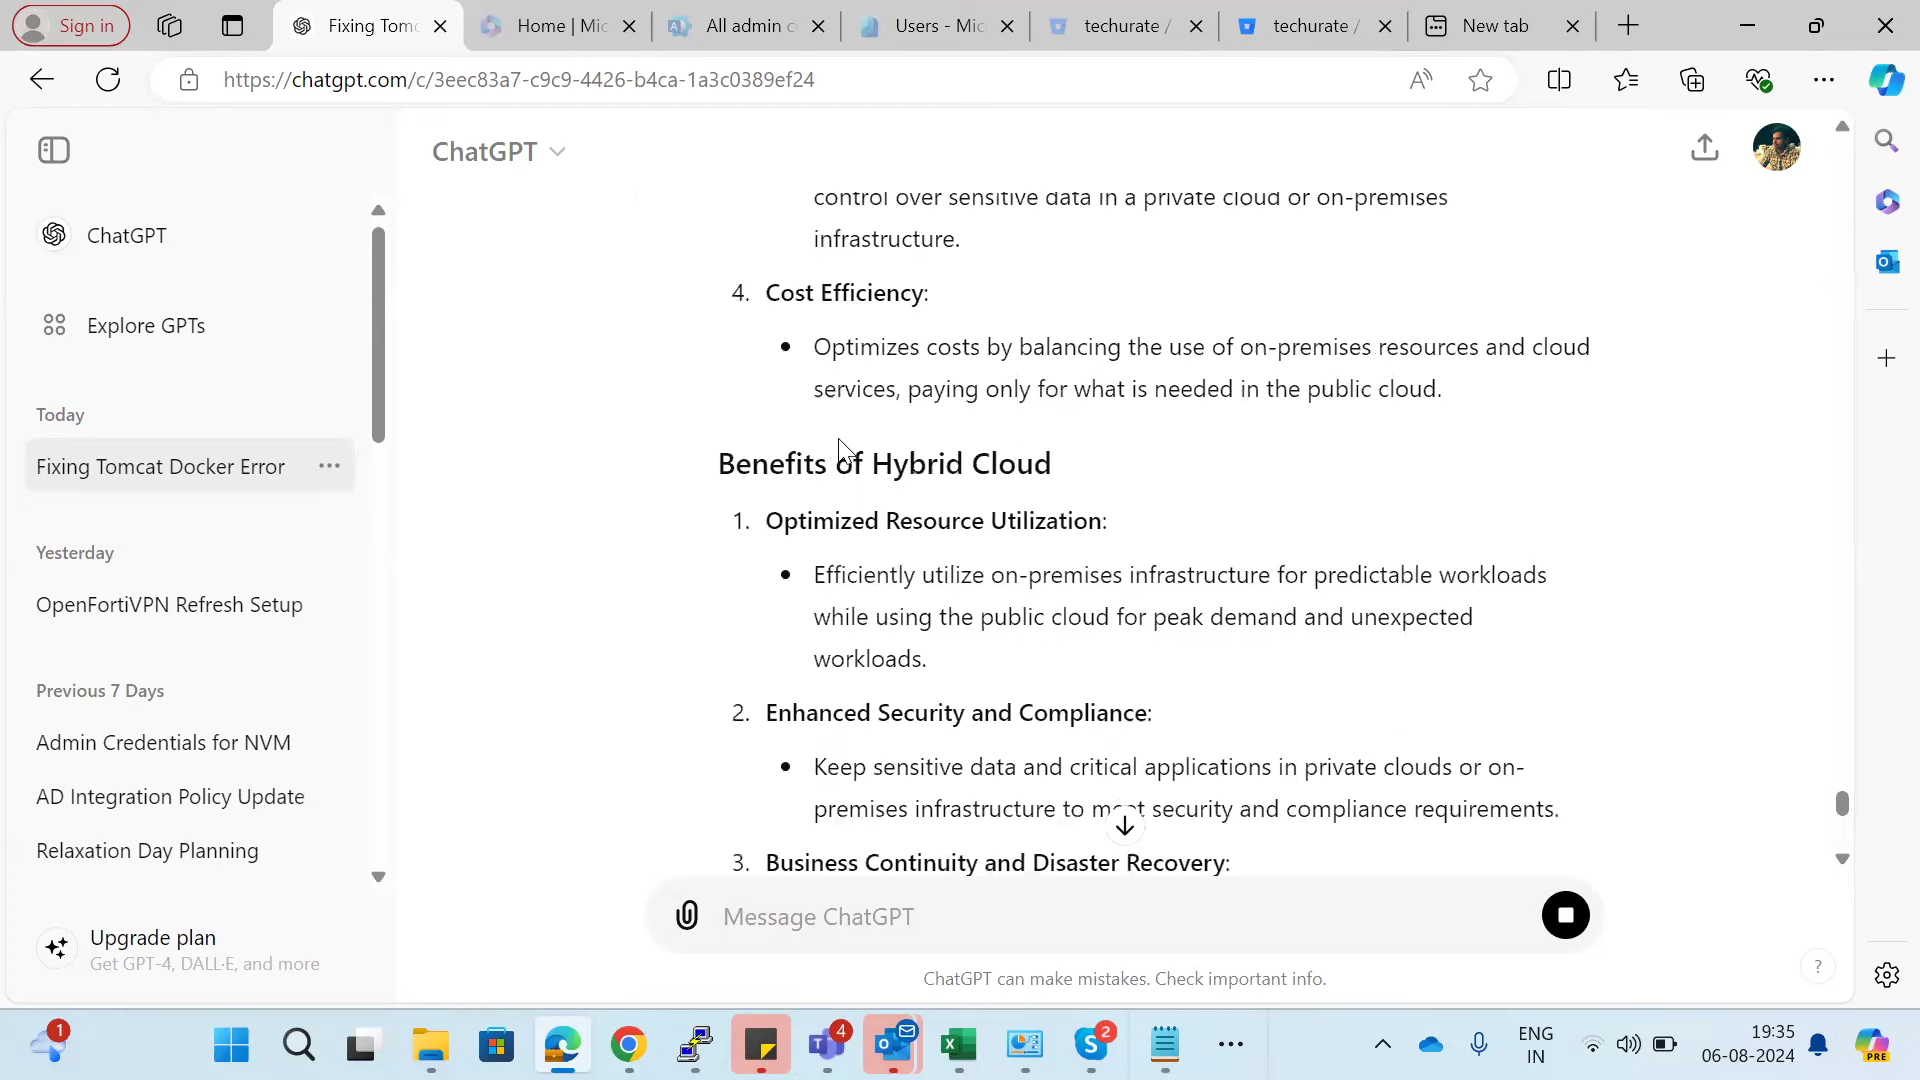 Sign in
Fixing Tomc
Home | Mic
All admin c
Users - Mic
techurate /
techurate /
New tab
https://chatgpt.com/c/3eec83a7-c9c9-4426-b4ca-1a3c0389ef24
ChatGPT
ChatGPT
Explore GPTs
Today
Fixing Tomcat Docker Error
Yesterday
OpenFortiVPN Refresh Setup
Previous 7 Days
Admin Credentials for NVM
AD Integration Policy Update
Relaxation Day Planning
Upgrade plan
Get GPT-4, DALL·E, and more
control over sensitive data in a private cloud or on-premises
infrastructure.
4. Cost Efficiency:
Optimizes costs by balancing the use of on-premises resources and cloud
services, paying only for what is needed in the public cloud.
Benefits of Hybrid Cloud
1. Optimized Resource Utilization:
Efficiently utilize on-premises infrastructure for predictable workloads
while using the public cloud for peak demand and unexpected
workloads.
2. Enhanced Security and Compliance:
Keep sensitive data and critical applications in private clouds or on-
premises infrastructure to meet security and compliance requirements.
3. Business Continuity and Disaster Recovery:
Message ChatGPT
ChatGPT can make mistakes. Check important info.
?
1
4
2
ENG
IN
19:35
06-08-2024
PRE